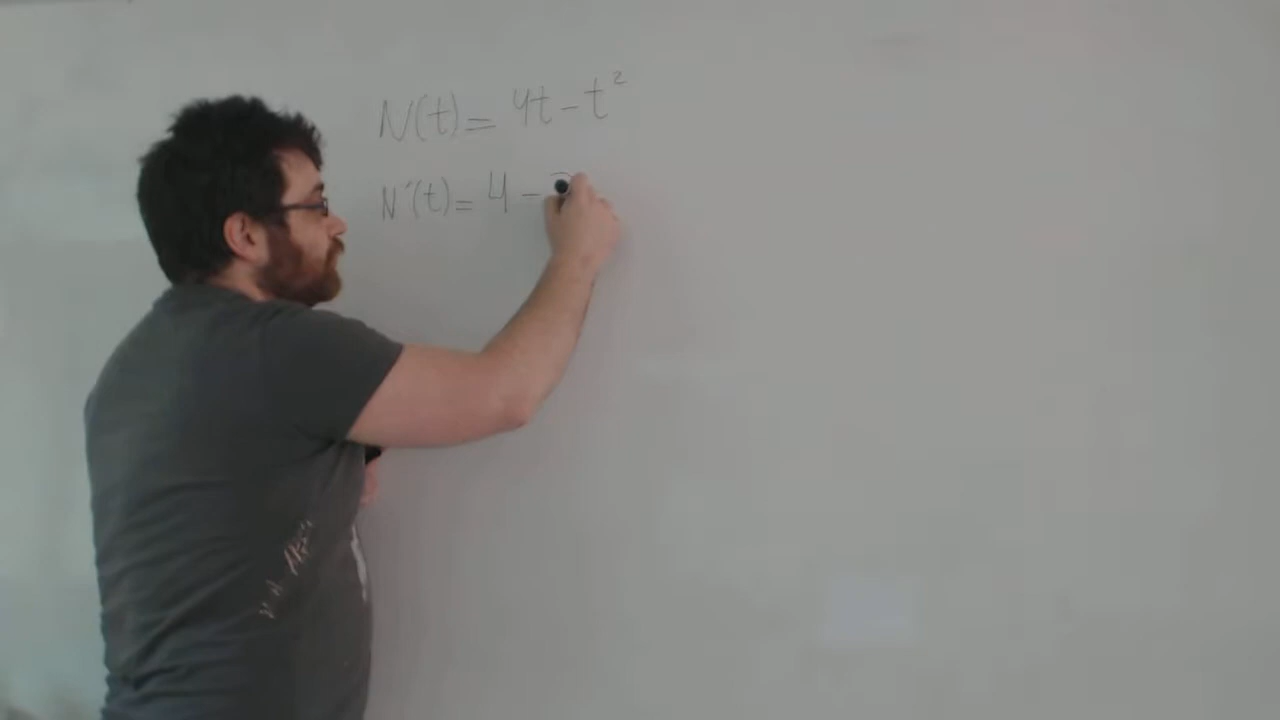 N(t) = 4t - t²
N'(t) = 4 -